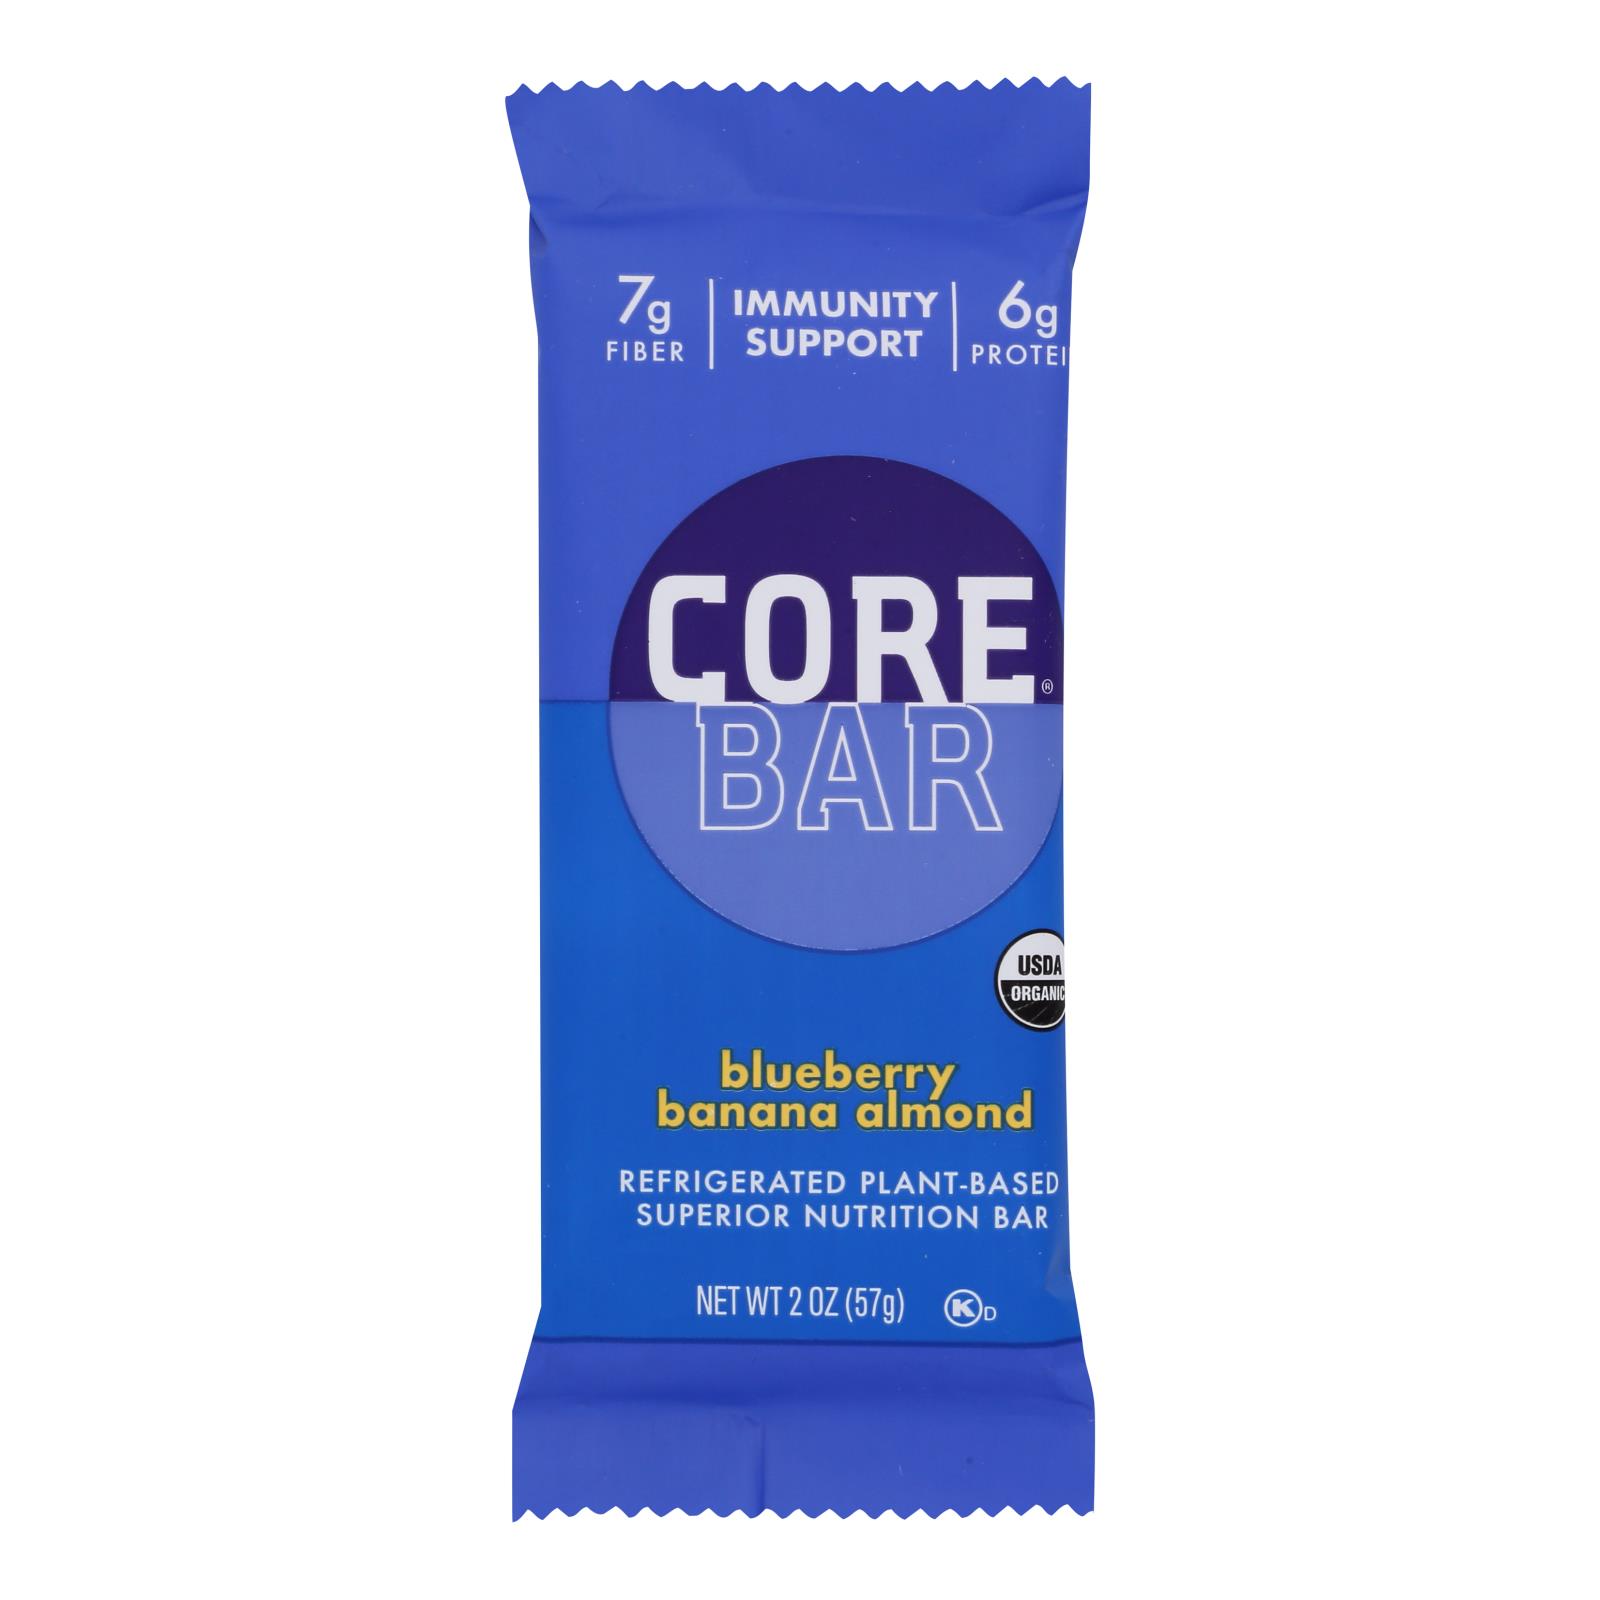 7g
FIBER
IMMUNITY
SUPPORT
6g
PROTEI
CORE®
BAR
USDA
ORGANIC
blueberry
banana almond
REFRIGERATED PLANT-BASED
SUPERIOR NUTRITION BAR
NET WT 2 OZ (57g)
K D